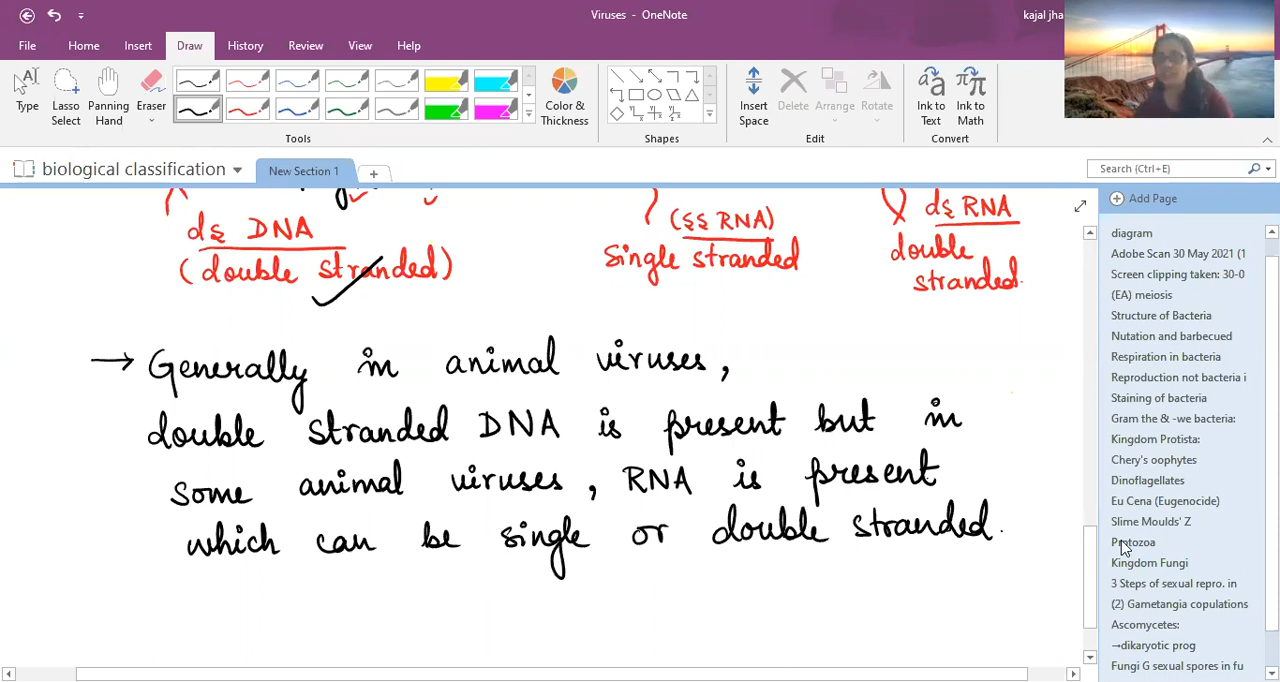 Viruses - OneNote
kajal jha
File Home Insert Draw History Review View Help
Type
Lasso Select
Panning Hand
Eraser
Color & Thickness
Insert Space
Delete
Arrange
Rotate
Ink to Text
Ink to Math
Tools
Shapes
Edit
Convert
biological classification
New Section 1
Search (Ctrl+E)
ds DNA
(double stranded)
(ss RNA)
single stranded
ds RNA
double
stranded.
→ Generally in animal viruses,
double stranded DNA is present but in
some animal viruses, RNA is present
which can be single or double stranded.
Add Page
diagram
Adobe Scan 30 May 2021 (1
Screen clipping taken: 30-0
(EA) meiosis
Structure of Bacteria
Nutation and barbecued
Respiration in bacteria
Reproduction not bacteria i
Staining of bacteria
Gram the & -we bacteria:
Kingdom Protista:
Chery's oophytes
Dinoflagellates
Eu Cena (Eugenocide)
Slime Moulds' Z
Protozoa
Kingdom Fungi
3 Steps of sexual repro. in
(2) Gametangia copulations
Ascomycetes:
→dikaryotic prog
Fungi G sexual spores in fu